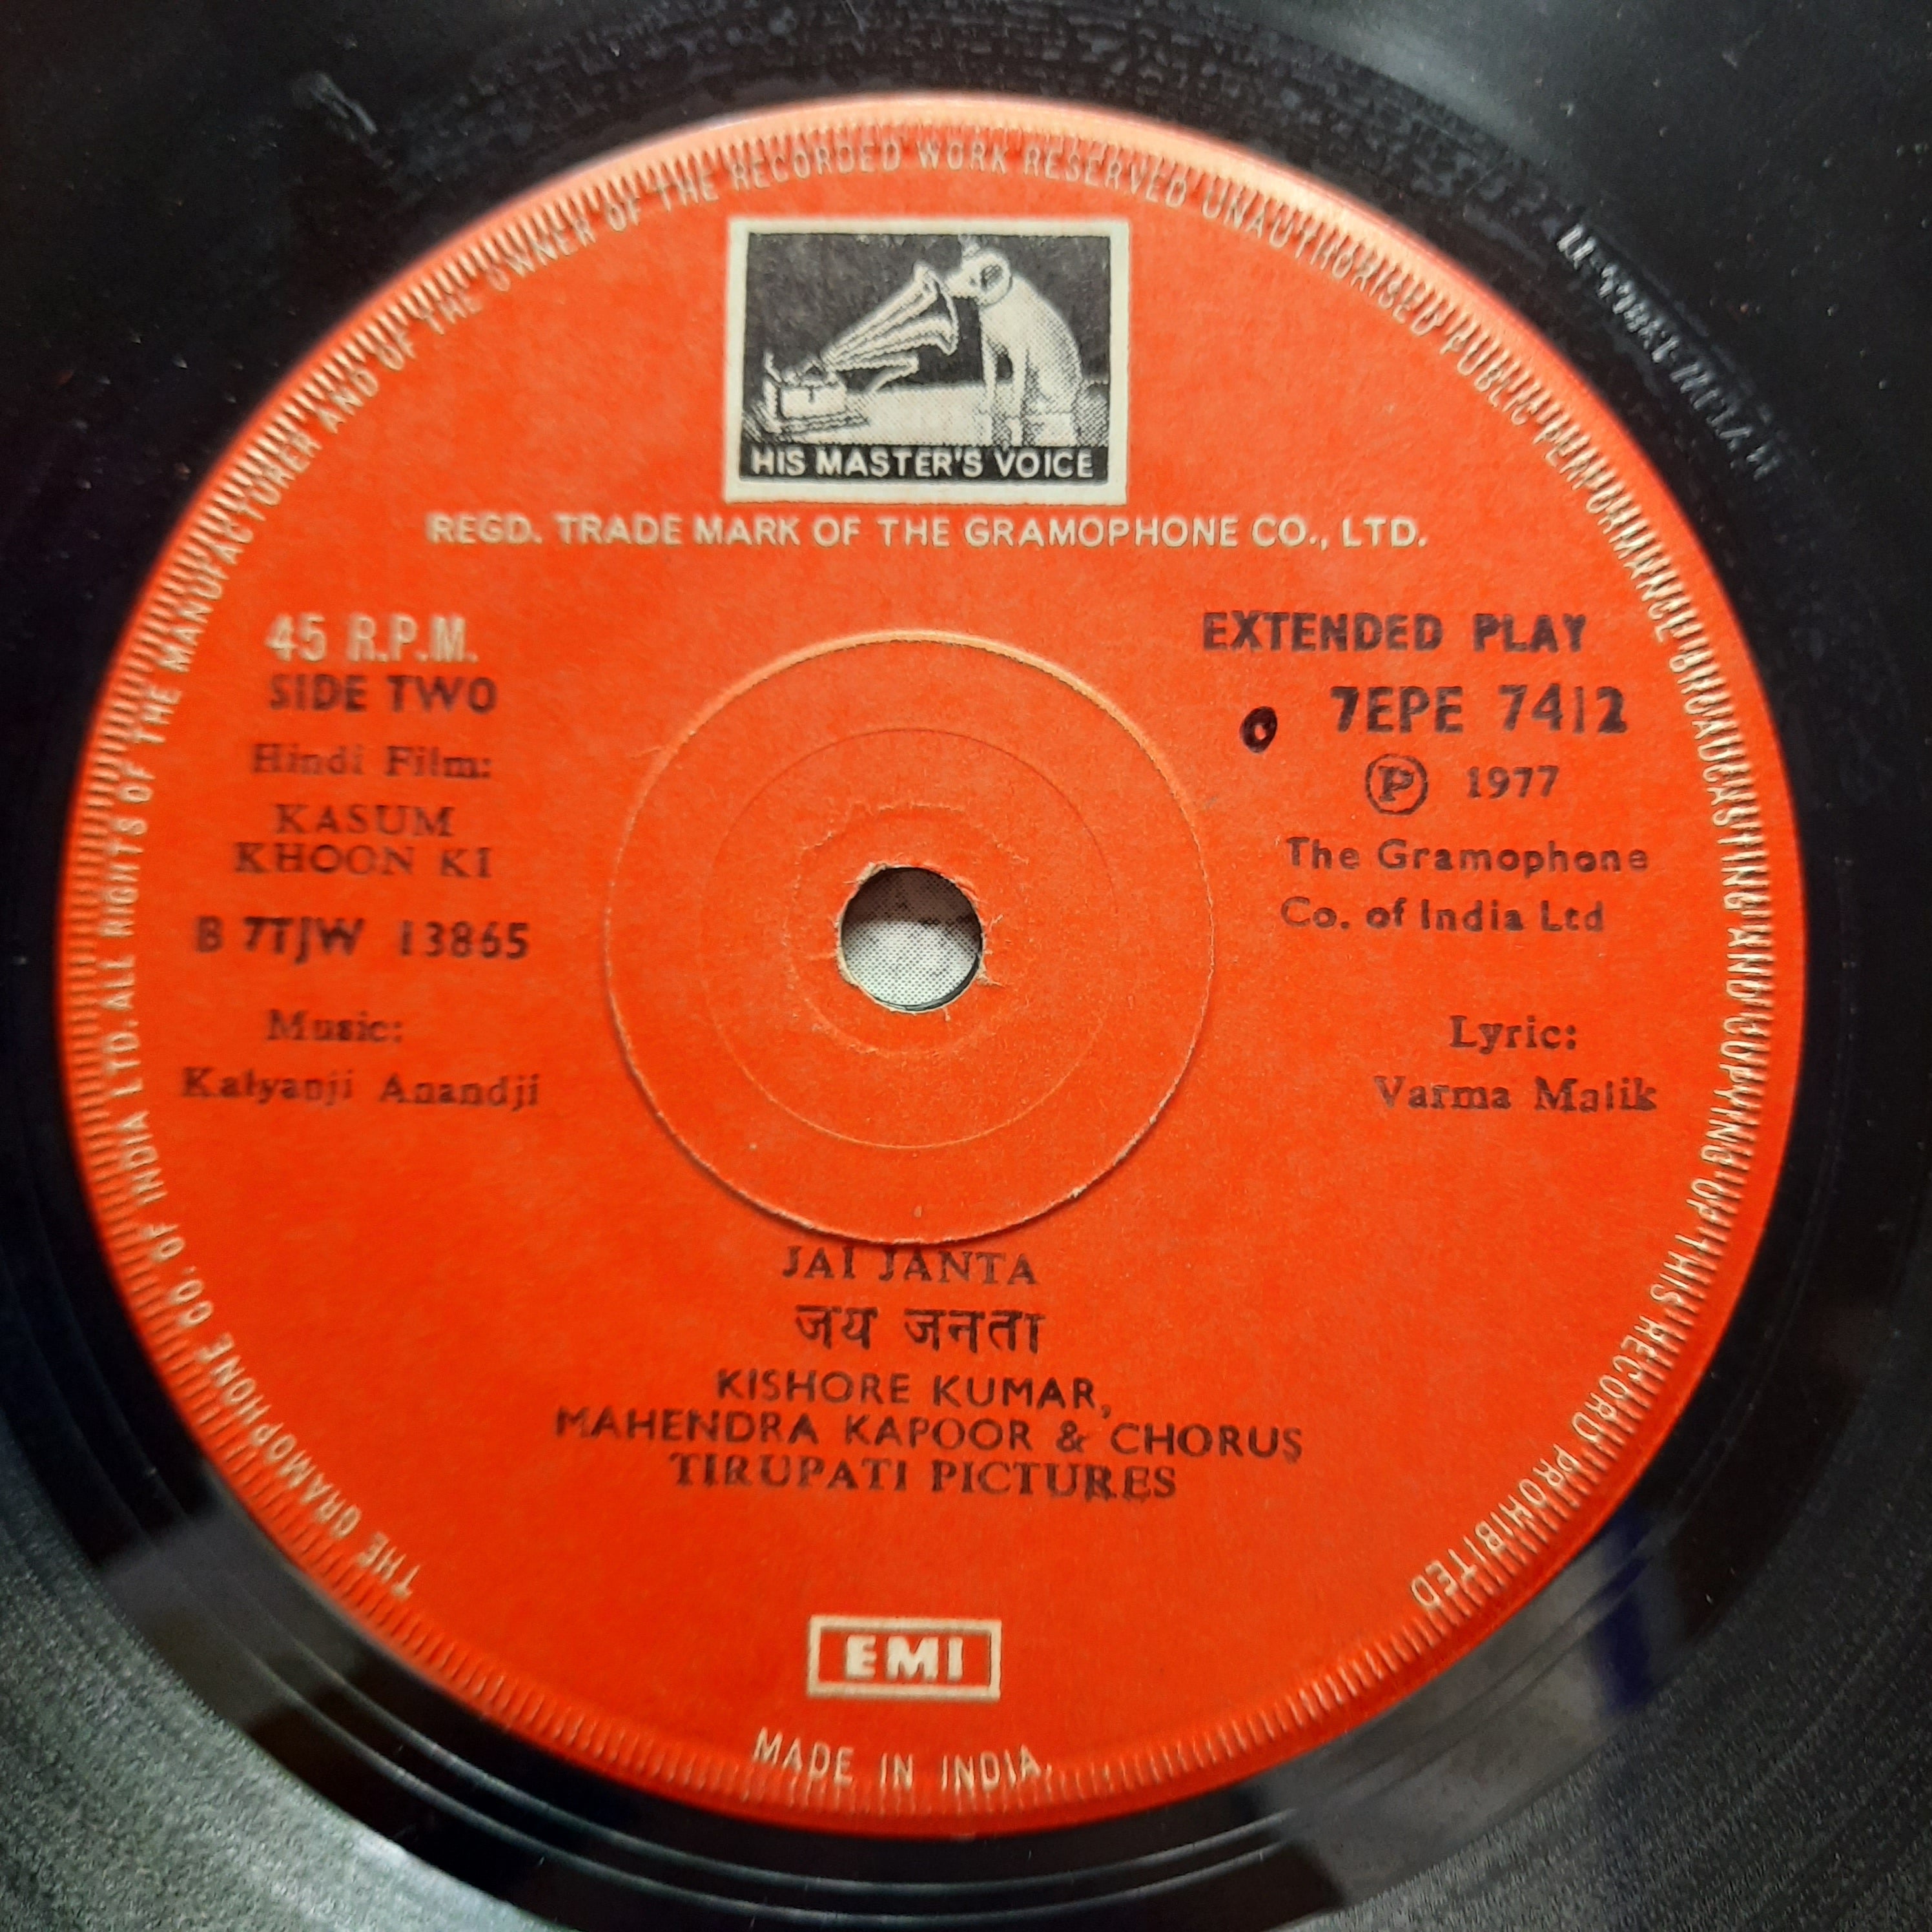 THE GRAMOPHONE CO. OF INDIA LTD. ALL RIGHTS OF THE MANUFACTURER AND OF THE OWNER OF THE RECORDED WORK RESERVED UNAUTHORISED PUBLIC PERFORMANCE BROADCASTING AND COPYING OF THIS RECORD PROHIBITED
HIS MASTER'S VOICE
REGD. TRADE MARK OF THE GRAMOPHONE CO., LTD.
45 R.P.M.
SIDE TWO
Hindi Film:
KASUM
KHOON KI
B 7TJW 13865
Music:
Kalyanji Anandji
EXTENDED PLAY
7EPE 7412
Ⓟ 1977
The Gramophone
Co. of India Ltd
Lyric:
Varma Malik
JAI JANTA
जय जनता
KISHORE KUMAR,
MAHENDRA KAPOOR & CHORUS
TIRUPATI PICTURES
EMI
MADE IN INDIA.